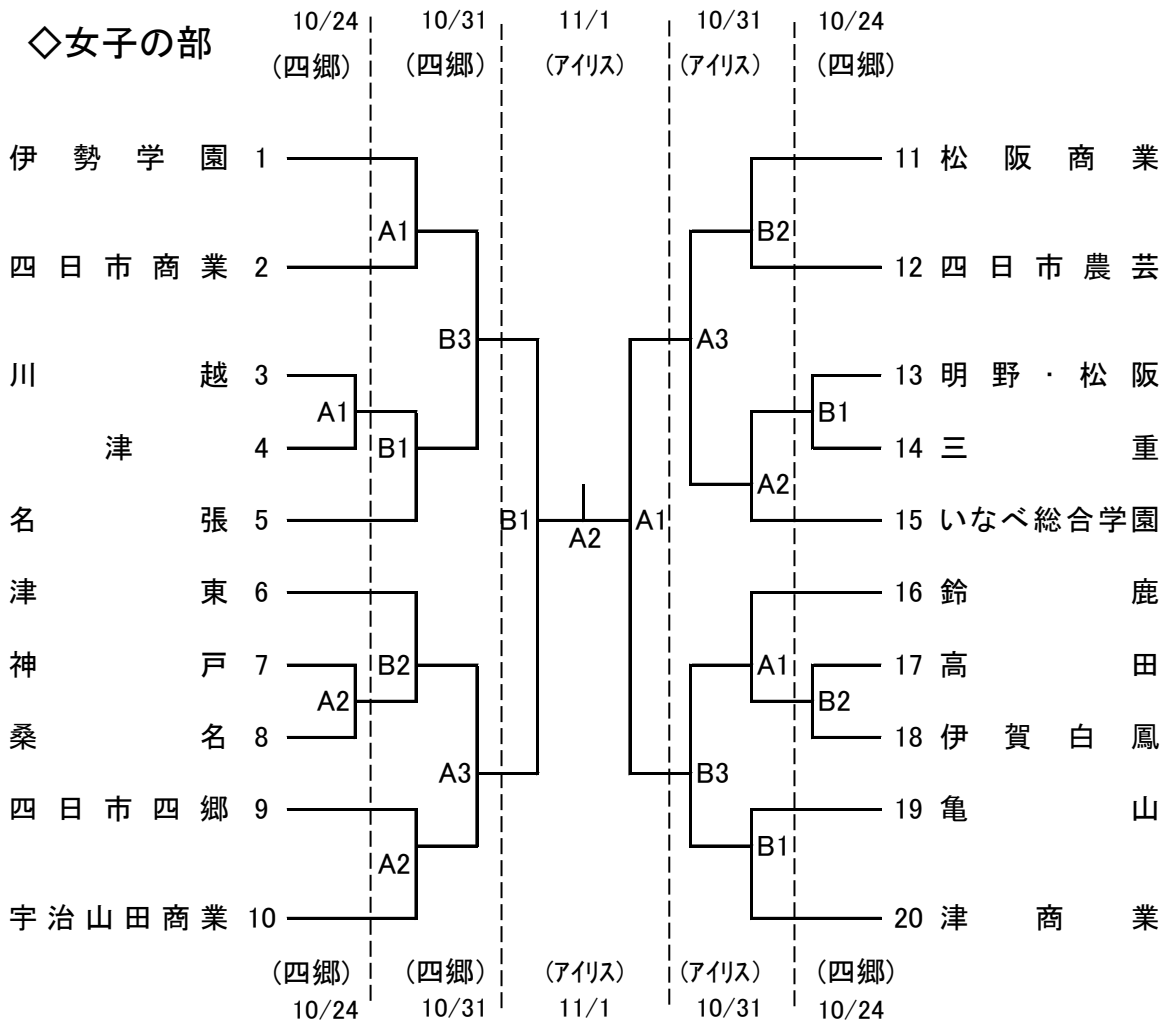 ◇女子の部
10/24 10/31 11/1 10/31 10/24
(四郷) (四郷) (アイリス) (アイリス) (四郷)
伊勢学園 1 11 松阪商業
A1 B2
四日市商業 2 12 四日市農芸
B3 A3
川越 3 13 明野・松阪
A1 B1
津 4 B1 14 三重
A2
名張 5 B1 A2 A1 15 いなべ総合学園
津東 6 16 鈴鹿
神戸 7 B2 A1 17 高田
A2 B2
桑名 8 18 伊賀白鳳
A3 B3
四日市四郷 9 19 亀山
A2 B1
宇治山田商業 10 20 津商業
(四郷) (四郷) (アイリス) (アイリス) (四郷)
10/24 10/31 11/1 10/31 10/24